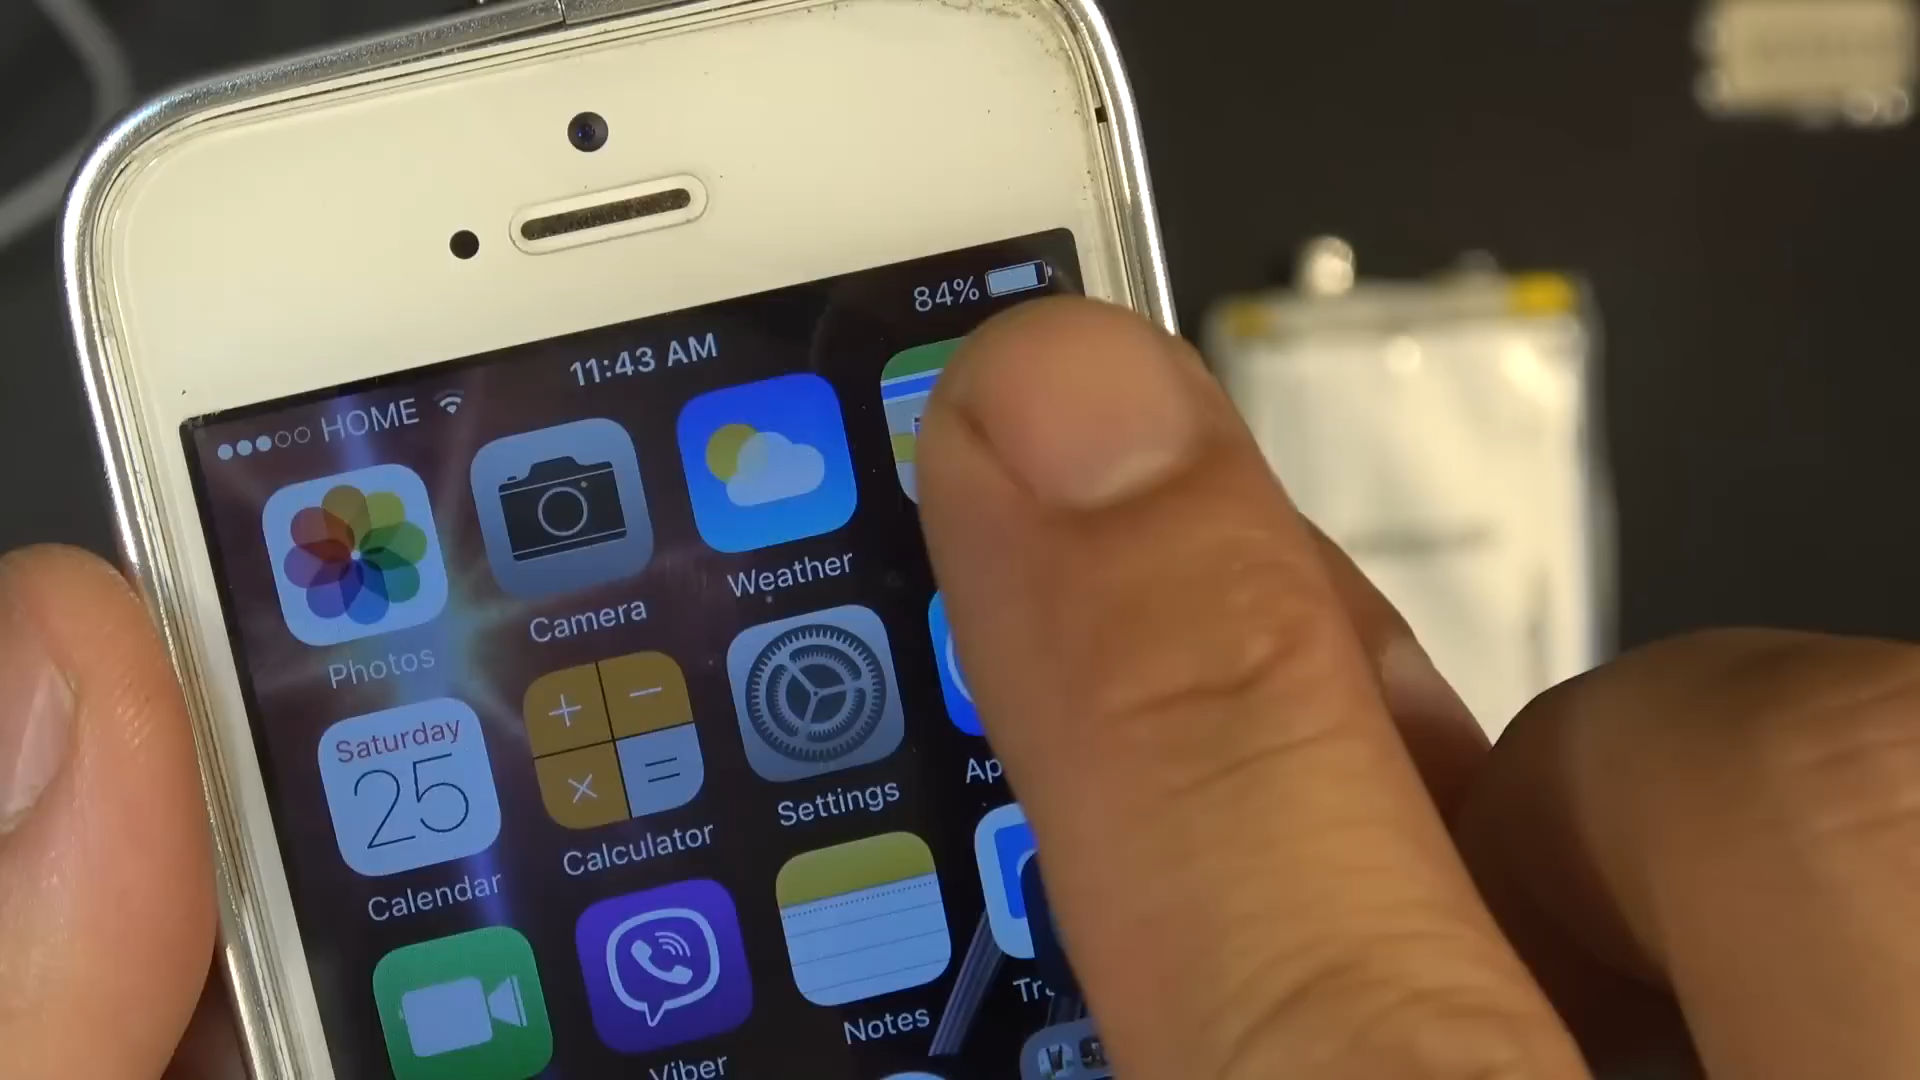 HOME 11:43 AM 84%
Photos Camera Weather
Saturday
25
+ − × =
Calendar Calculator Settings
Viber Notes